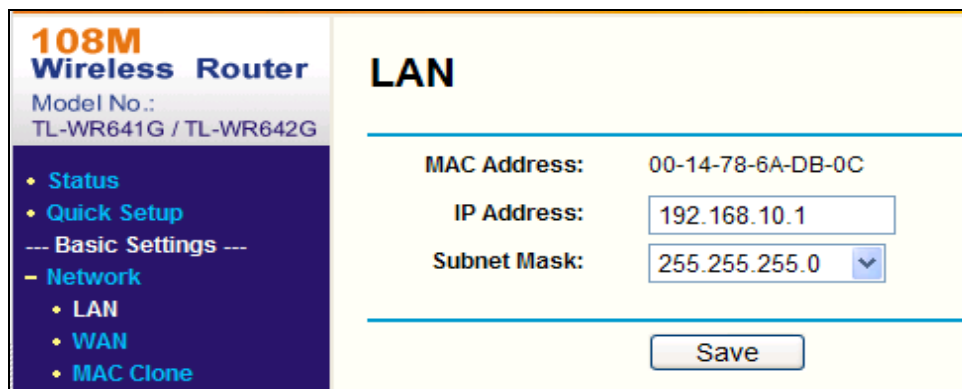 108M
Wireless Router
Model No.:
TL-WR641G / TL-WR642G
• Status
• Quick Setup
--- Basic Settings ---
– Network
• LAN
• WAN
• MAC Clone
LAN
MAC Address: 00-14-78-6A-DB-0C
IP Address: 192.168.10.1
Subnet Mask: 255.255.255.0
Save